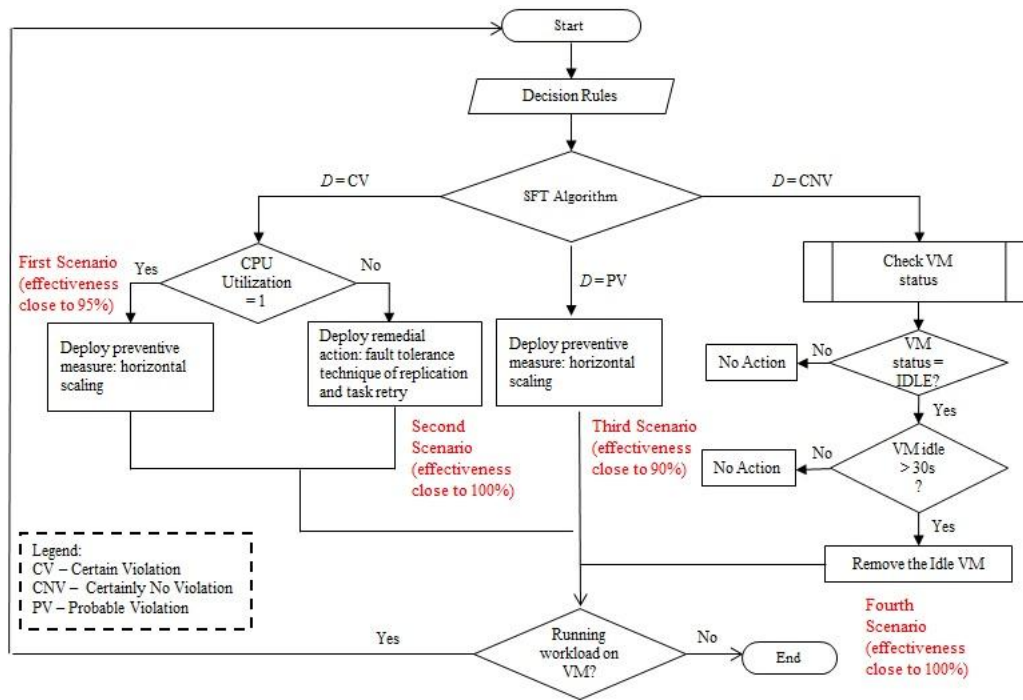 Start
Decision Rules
SFT Algorithm
D = CV
D = CNV
D = PV
CPU
Utilization
= 1
Yes
No
First Scenario
(effectiveness
close to 95%)
Deploy preventive
measure: horizontal
scaling
Deploy remedial
action: fault tolerance
technique of replication
and task retry
Second
Scenario
(effectiveness
close to 100%)
Deploy preventive
measure: horizontal
scaling
Third Scenario
(effectiveness
close to 90%)
Check VM
status
VM
status =
IDLE?
No
No Action
Yes
VM idle
> 30s
?
No
No Action
Yes
Remove the Idle VM
Fourth
Scenario
(effectiveness
close to 100%)
Legend:
CV – Certain Violation
CNV – Certainly No Violation
PV – Probable Violation
Running
workload on
VM?
Yes
No
End